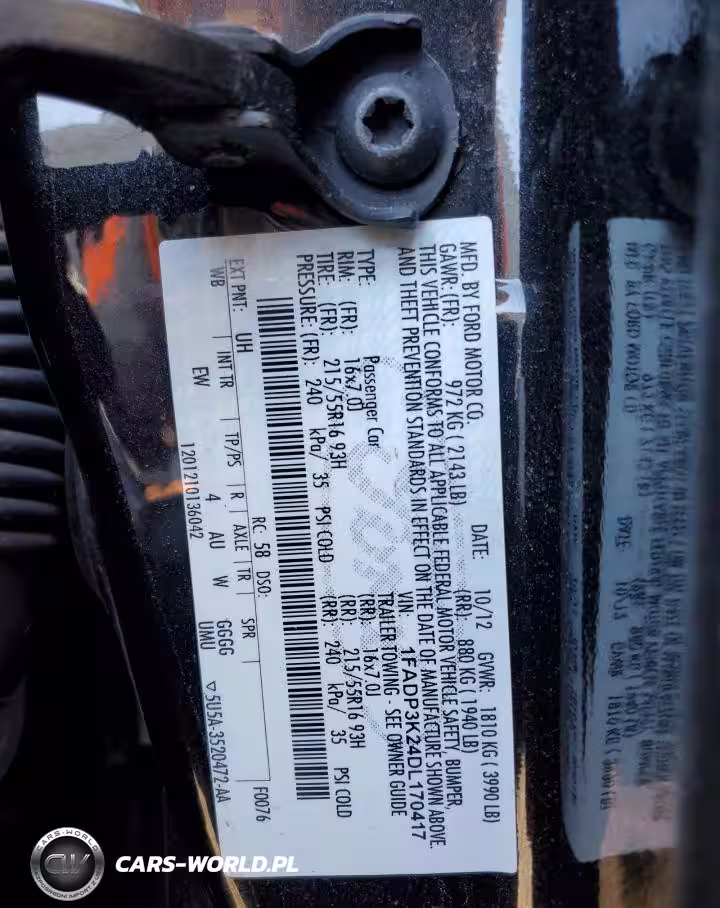 MFD. BY FORD MOTOR CO. DATE: 10/12 GVWR: 1810 KG ( 3990 LB)
GAWR: (FR): 972 KG ( 2143 LB) (RR): 880 KG ( 1940 LB)
THIS VEHICLE CONFORMS TO ALL APPLICABLE FEDERAL MOTOR VEHICLE SAFETY, BUMPER,
AND THEFT PREVENTION STANDARDS IN EFFECT ON THE DATE OF MANUFACTURE SHOWN ABOVE.
VIN: 1FADP3K24DL170417
TYPE: Passenger Car TRAILER TOWING - SEE OWNER GUIDE
RIM: (FR): 16x7.0J (RR): 16x7.0J
TIRE: (FR): 215/55R16 93H (RR): 215/55R16 93H
PRESSURE: (FR): 240 kPa/ 35 PSI COLD (RR): 240 kPa/ 35 PSI COLD
F0076
RC: 58 DSO:
EXT PNT: UH INT TR TP/PS R AXLE TR SPR
WB EW 4 AU W GGGG
UMU
1201210136042
▽5U5A-3520472-AA
CARS-WORLD
CW
CARS-WORLD.PL